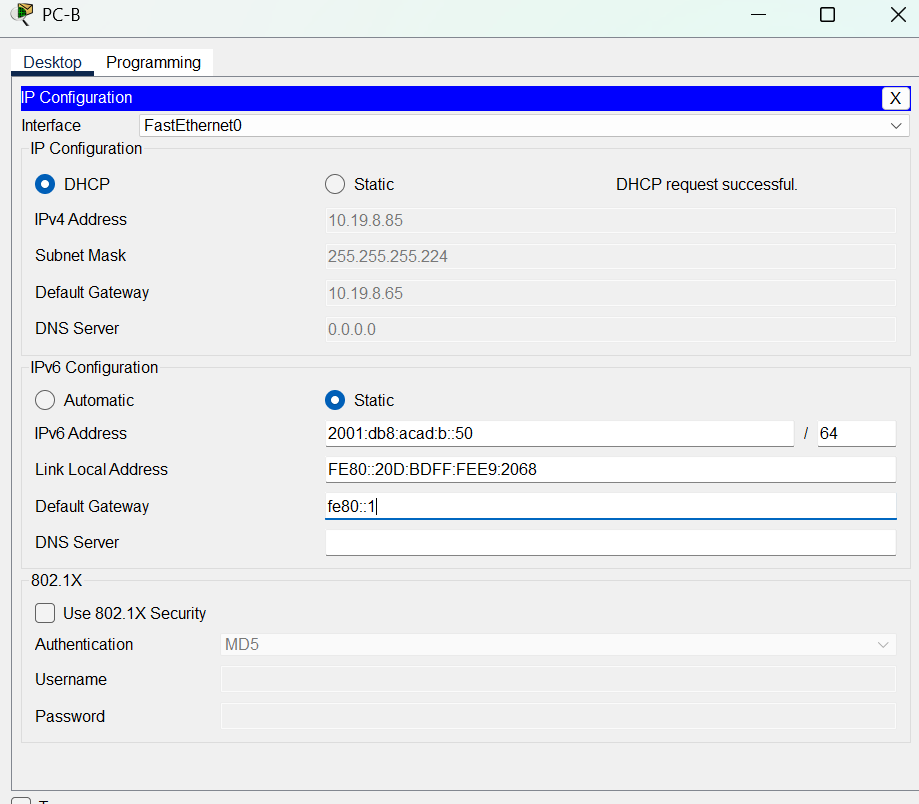 PC-B
Desktop Programming
IP Configuration X
Interface FastEthernet0
IP Configuration
DHCP Static DHCP request successful.
IPv4 Address 10.19.8.85
Subnet Mask 255.255.255.224
Default Gateway 10.19.8.65
DNS Server 0.0.0.0
IPv6 Configuration
Automatic Static
IPv6 Address 2001:db8:acad:b::50 / 64
Link Local Address FE80::20D:BDFF:FEE9:2068
Default Gateway fe80::1
DNS Server
802.1X
Use 802.1X Security
Authentication MD5
Username
Password